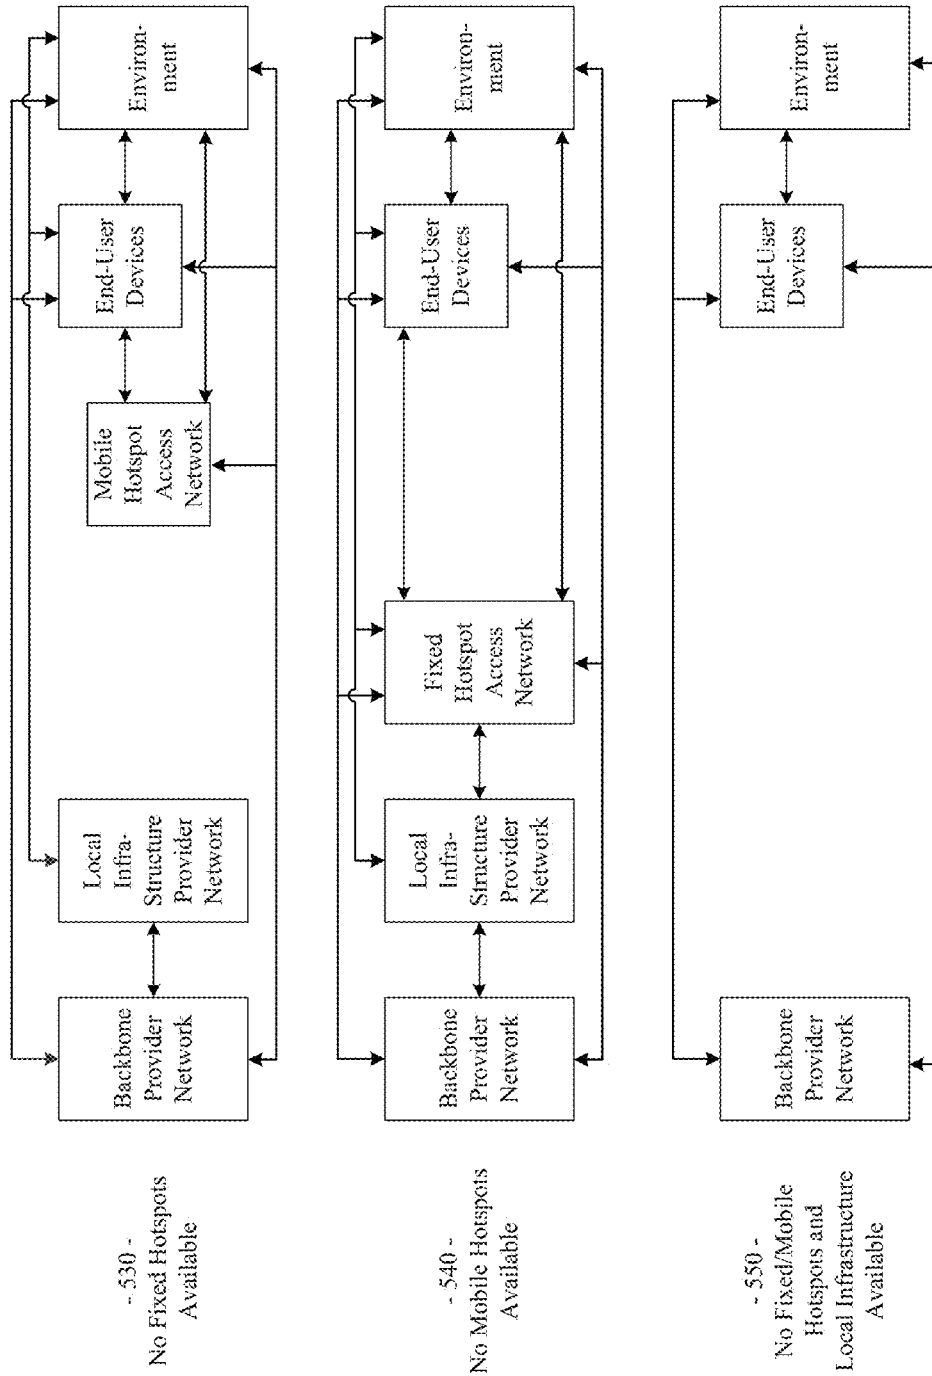 - 530 -
No Fixed Hotspots
Available
Backbone
Provider
Network
Local
Infra-
Structure
Provider
Network
Mobile
Hotspot
Access
Network
End-User
Devices
Environ-
ment
- 540 -
No Mobile Hotspots
Available
Backbone
Provider
Network
Local
Infra-
Structure
Provider
Network
Fixed
Hotspot
Access
Network
End-User
Devices
Environ-
ment
- 550 -
No Fixed/Mobile
Hotspots and
Local Infrastructure
Available
Backbone
Provider
Network
End-User
Devices
Environ-
ment